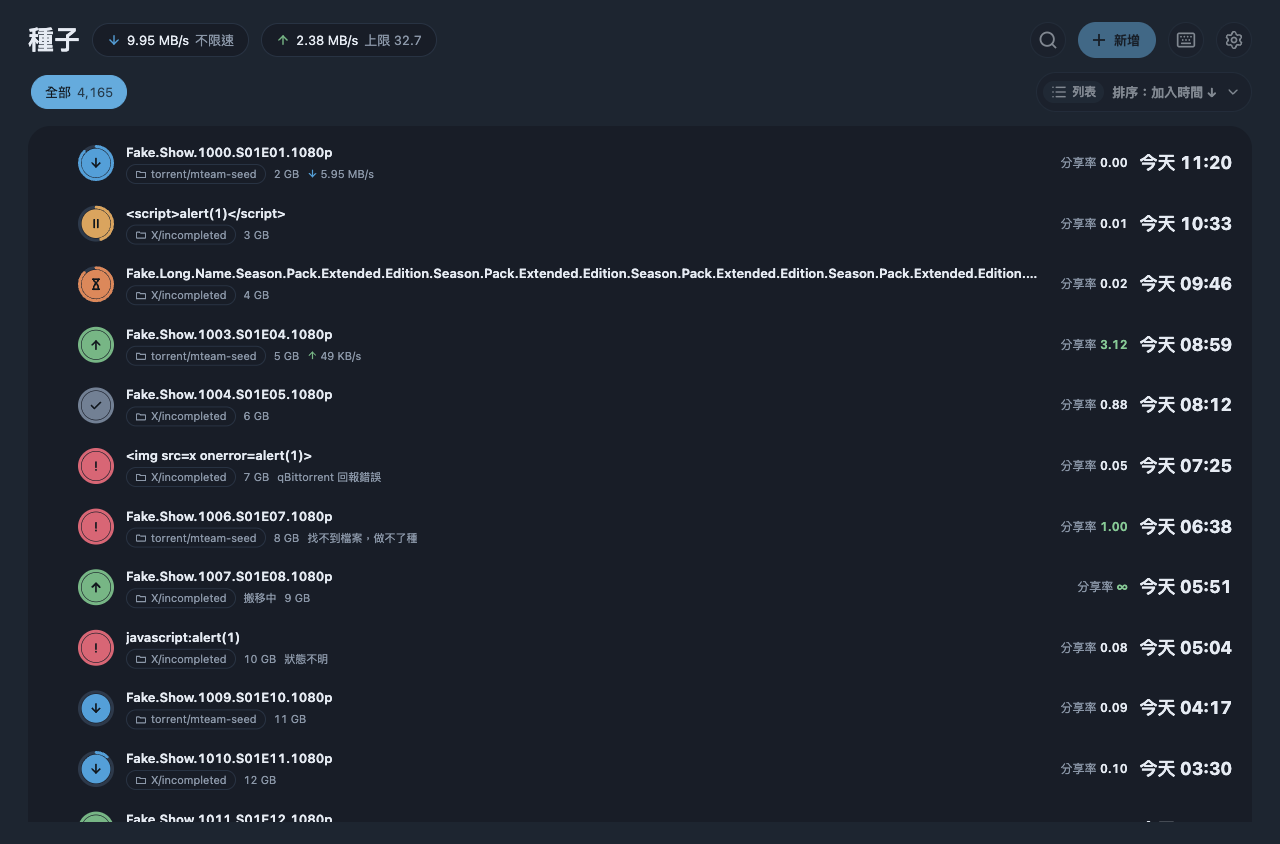 種子 9.95 MB/s 不限速 2.38 MB/s 上限 32.7 新增
全部 4,165 列表 排序：加入時間
Fake.Show.1000.S01E01.1080p
torrent/mteam-seed 2 GB 5.95 MB/s
分享率 0.00 今天 11:20
<script>alert(1)</script>
X/incompleted 3 GB
分享率 0.01 今天 10:33
Fake.Long.Name.Season.Pack.Extended.Edition.Season.Pack.Extended.Edition.Season.Pack.Extended.Edition.Season.Pack.Extended.Edition....
X/incompleted 4 GB
分享率 0.02 今天 09:46
Fake.Show.1003.S01E04.1080p
torrent/mteam-seed 5 GB 49 KB/s
分享率 3.12 今天 08:59
Fake.Show.1004.S01E05.1080p
X/incompleted 6 GB
分享率 0.88 今天 08:12
<img src=x onerror=alert(1)>
X/incompleted 7 GB qBittorrent 回報錯誤
分享率 0.05 今天 07:25
Fake.Show.1006.S01E07.1080p
torrent/mteam-seed 8 GB 找不到檔案，做不了種
分享率 1.00 今天 06:38
Fake.Show.1007.S01E08.1080p
X/incompleted 搬移中 9 GB
分享率 ∞ 今天 05:51
javascript:alert(1)
X/incompleted 10 GB 狀態不明
分享率 0.08 今天 05:04
Fake.Show.1009.S01E10.1080p
torrent/mteam-seed 11 GB
分享率 0.09 今天 04:17
Fake.Show.1010.S01E11.1080p
X/incompleted 12 GB
分享率 0.10 今天 03:30
Fake.Show.1011.S01E12.1080p